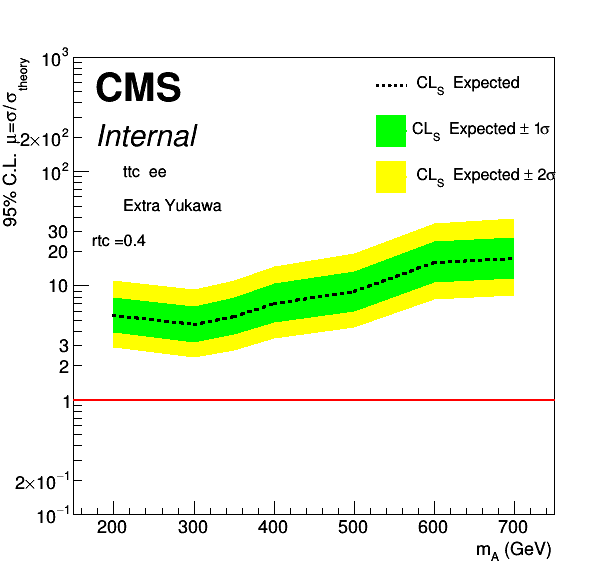 10³
CMS
CLS Expected
95% C.L. μ=σ/σtheory
Internal
CLS Expected ± 1σ
2×10²
ttc ee
10²
CLS Expected ± 2σ
Extra Yukawa
30
rtc =0.4
20
10
3
2
1
2×10⁻¹
10⁻¹
200 300 400 500 600 700
mA (GeV)